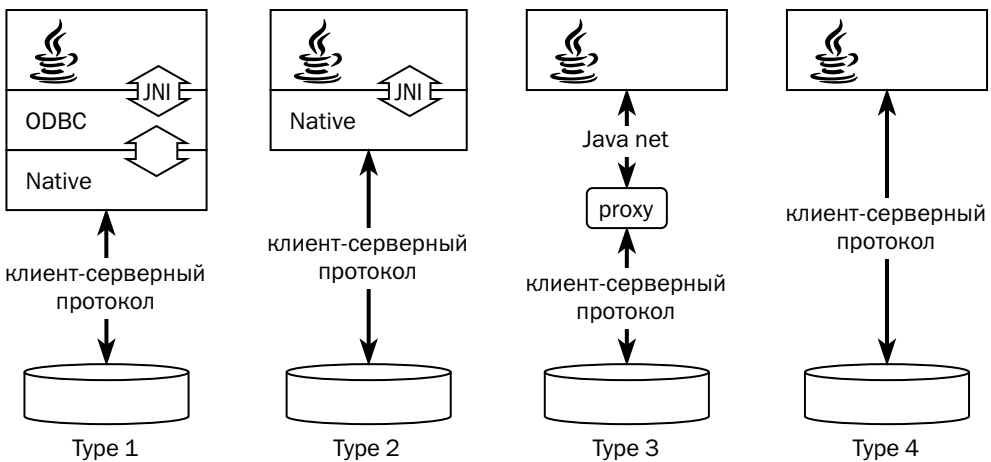 JNI
ODBC
Native
клиент-серверный
протокол
Type 1
JNI
Native
клиент-серверный
протокол
Type 2
Java net
proxy
клиент-серверный
протокол
Type 3
клиент-серверный
протокол
Type 4